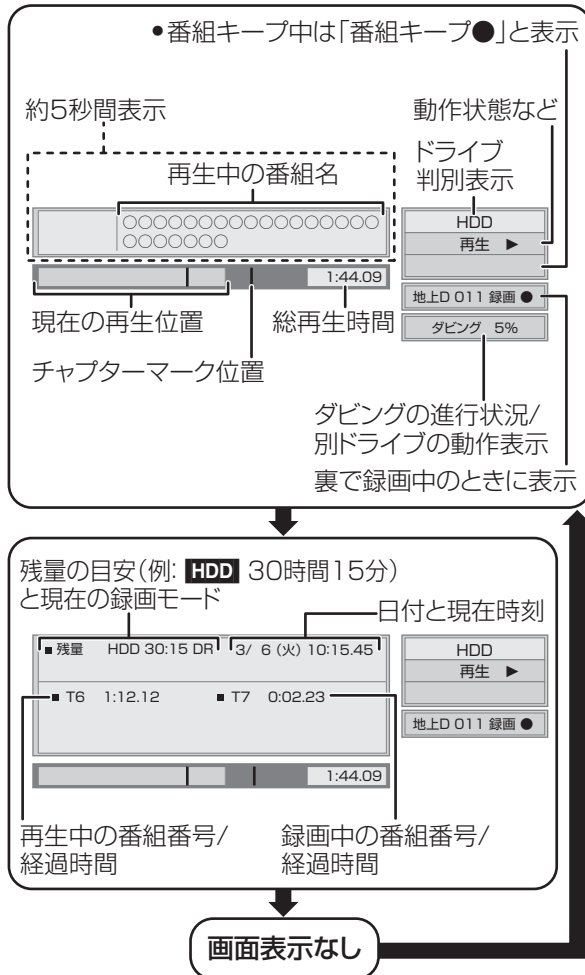 ●番組キープ中は「番組キープ●」と表示
約5秒間表示
動作状態など
再生中の番組名
ドライブ
判別表示
○○○○○○○○○○○○○○○○○
○○○○○○○
HDD
再生 ▶
1:44.09
地上D 011 録画 ●
ダビング 5%
現在の再生位置
総再生時間
チャプターマーク位置
ダビングの進行状況/
別ドライブの動作表示
裏で録画中のときに表示
残量の目安(例: HDD 30時間15分)
と現在の録画モード
日付と現在時刻
■ 残量 HDD 30:15 DR 3/ 6 (火) 10:15.45
HDD
再生 ▶
■ T6 1:12.12 ■ T7 0:02.23
地上D 011 録画 ●
1:44.09
再生中の番組番号/
経過時間
録画中の番組番号/
経過時間
画面表示なし